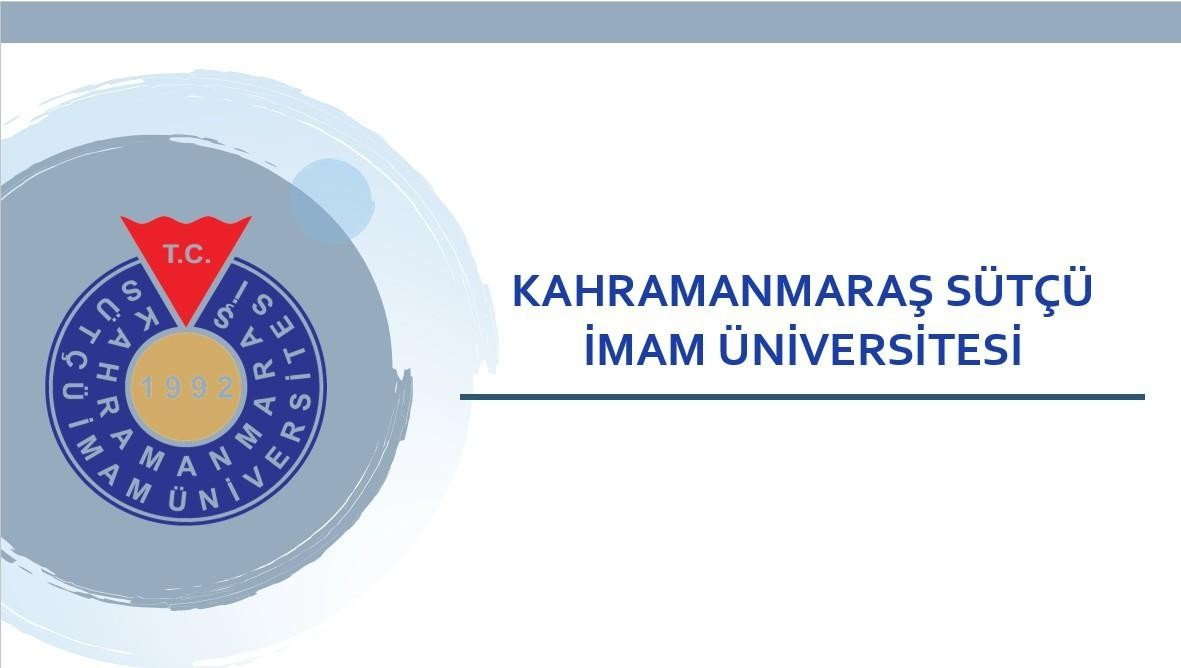 T.C.
KAHRAMANMARAŞ
SÜTÇÜ İMAM ÜNİVERSİTESİ
1992
KAHRAMANMARAŞ SÜTÇÜ
İMAM ÜNİVERSİTESİ